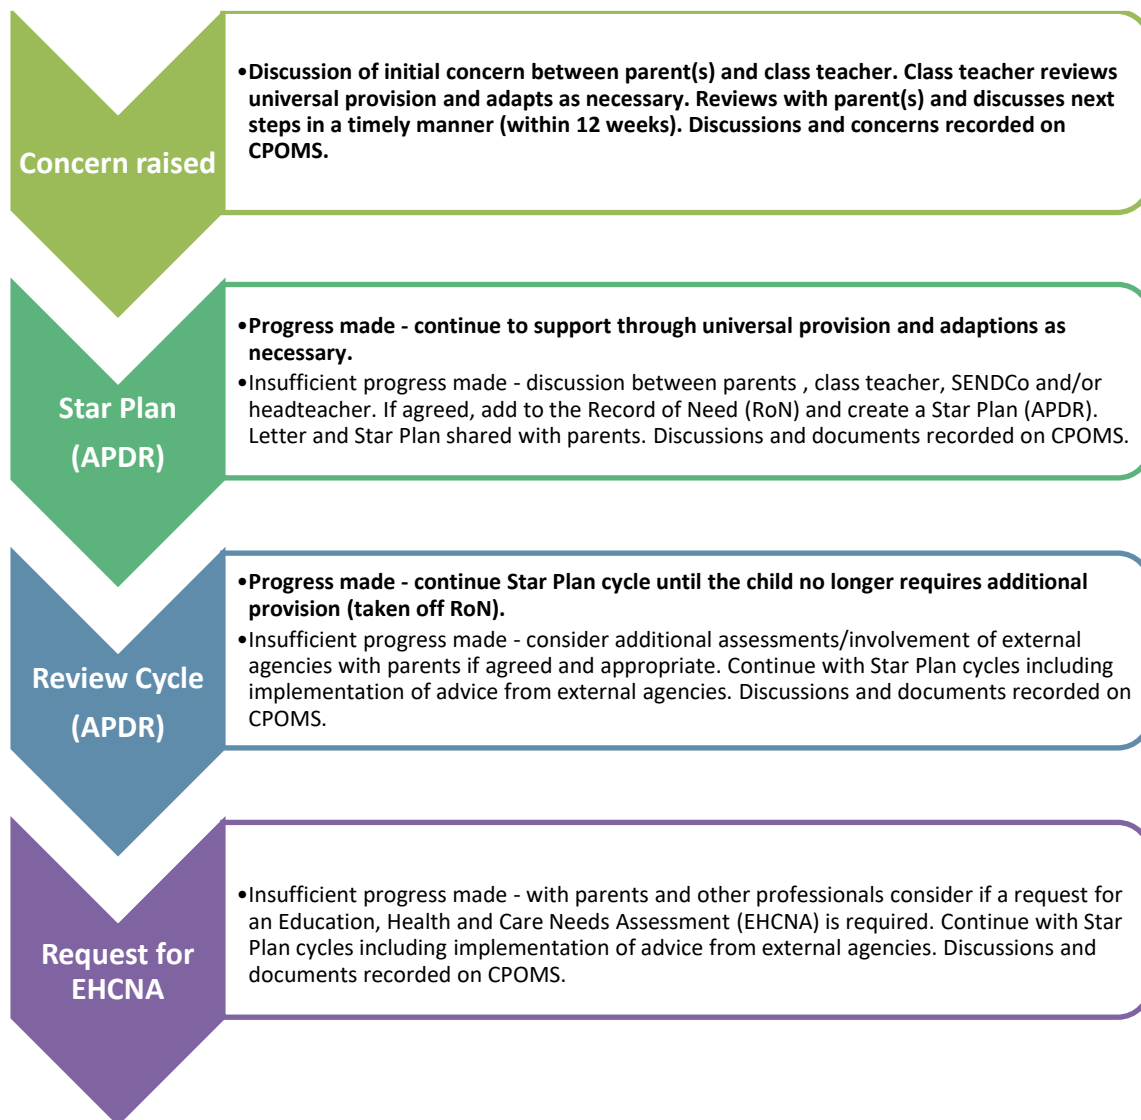 Concern raised
•Discussion of initial concern between parent(s) and class teacher. Class teacher reviews
universal provision and adapts as necessary. Reviews with parent(s) and discusses next
steps in a timely manner (within 12 weeks). Discussions and concerns recorded on
CPOMS.
Star Plan
(APDR)
•Progress made - continue to support through universal provision and adaptions as
necessary.
•Insufficient progress made - discussion between parents , class teacher, SENDCo and/or
headteacher. If agreed, add to the Record of Need (RoN) and create a Star Plan (APDR).
Letter and Star Plan shared with parents. Discussions and documents recorded on CPOMS.
Review Cycle
(APDR)
•Progress made - continue Star Plan cycle until the child no longer requires additional
provision (taken off RoN).
•Insufficient progress made - consider additional assessments/involvement of external
agencies with parents if agreed and appropriate. Continue with Star Plan cycles including
implementation of advice from external agencies. Discussions and documents recorded on
CPOMS.
Request for
EHCNA
•Insufficient progress made - with parents and other professionals consider if a request for
an Education, Health and Care Needs Assessment (EHCNA) is required. Continue with Star
Plan cycles including implementation of advice from external agencies. Discussions and
documents recorded on CPOMS.